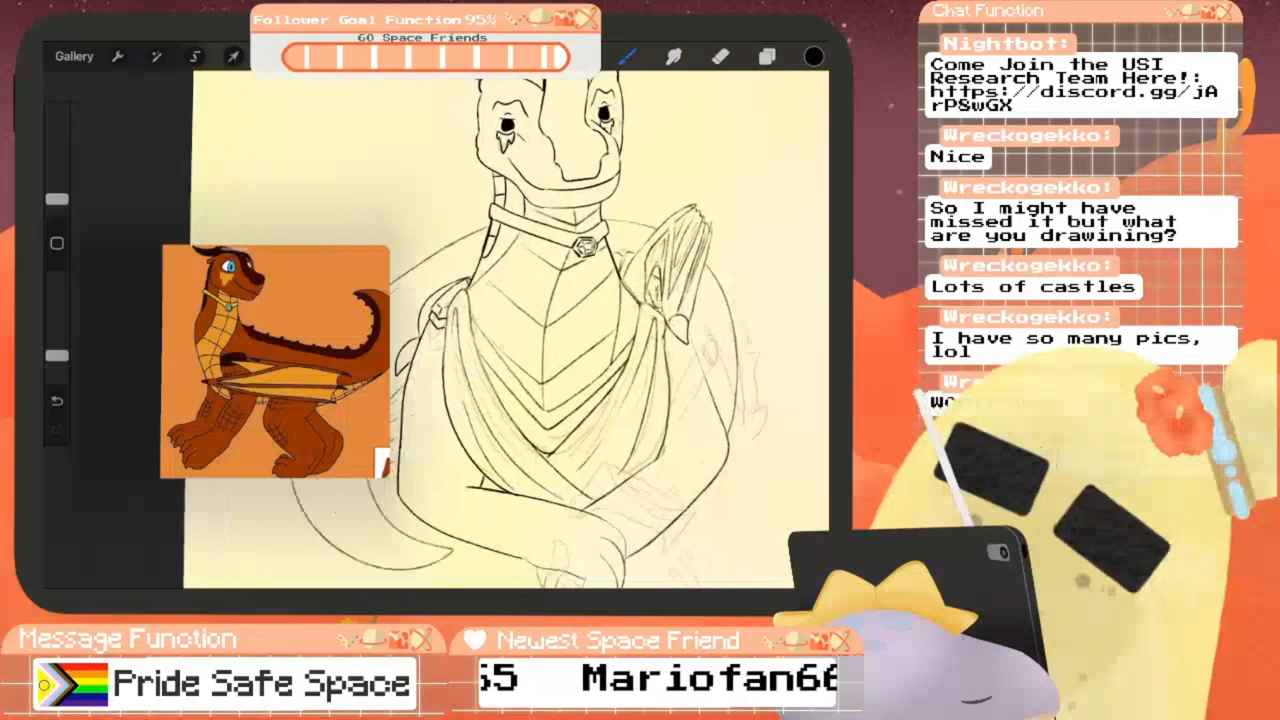 Follower Goal Function 95%
60 Space Friends
Gallery
Chat Function
Nightbot:
Come Join the USI
Research Team Here!:
https://discord.gg/jA
rP8wGX
Wreckogekko:
Nice
Wreckogekko:
So I might have
missed it but what
are you drawining?
Wreckogekko:
Lots of castles
Wreckogekko:
I have so many pics,
lol
Message Function
Pride Safe Space
Newest Space Friend
Mariofan66